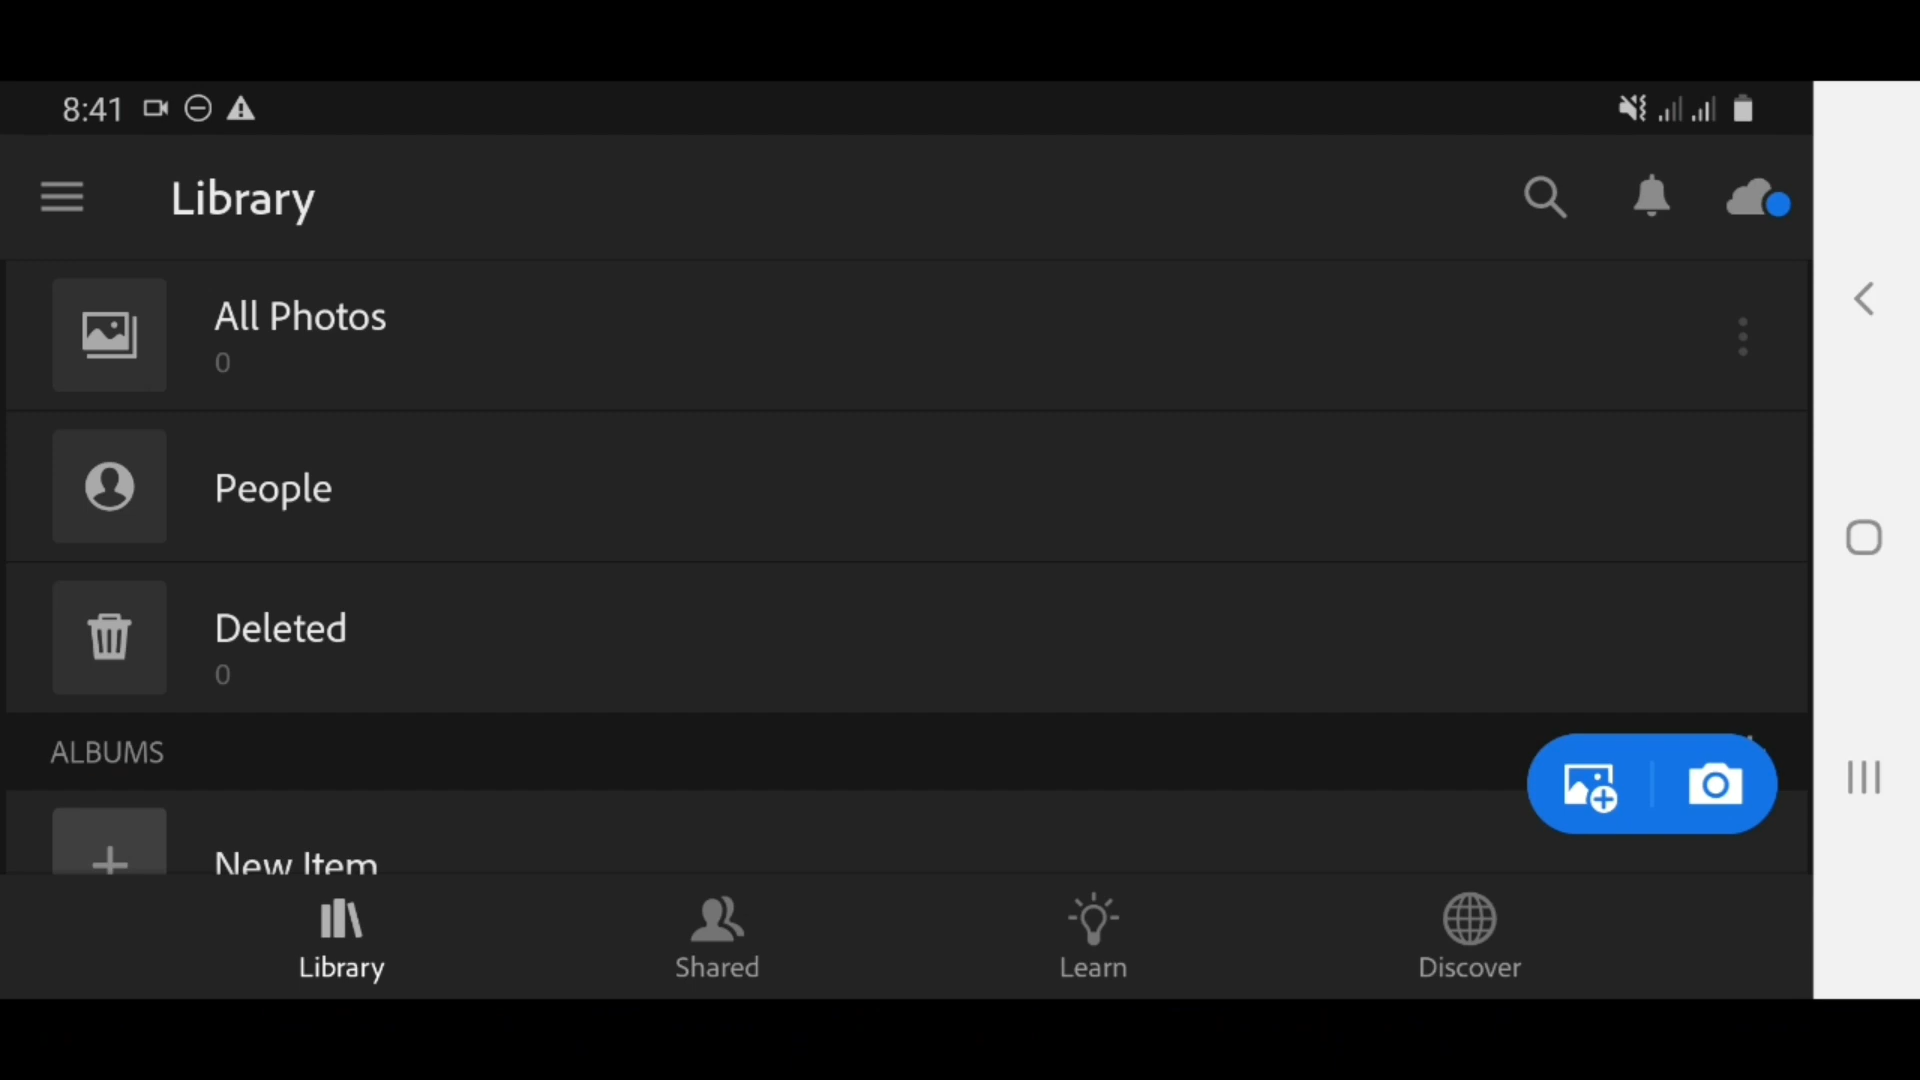 8:41
Library
All Photos
0
People
Deleted
0
ALBUMS
New Item
Library
Shared
Learn
Discover